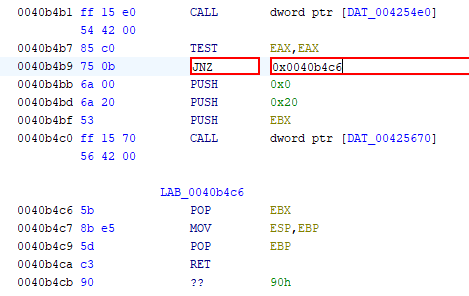 0040b4b1 ff 15 e0 CALL dword ptr [DAT_004254e0]
54 42 00
0040b4b7 85 c0 TEST EAX,EAX
0040b4b9 75 0b JNZ 0x0040b4c6
0040b4bb 6a 00 PUSH 0x0
0040b4bd 6a 20 PUSH 0x20
0040b4bf 53 PUSH EBX
0040b4c0 ff 15 70 CALL dword ptr [DAT_00425670]
56 42 00
LAB_0040b4c6
0040b4c6 5b POP EBX
0040b4c7 8b e5 MOV ESP,EBP
0040b4c9 5d POP EBP
0040b4ca c3 RET
0040b4cb 90 ?? 90h